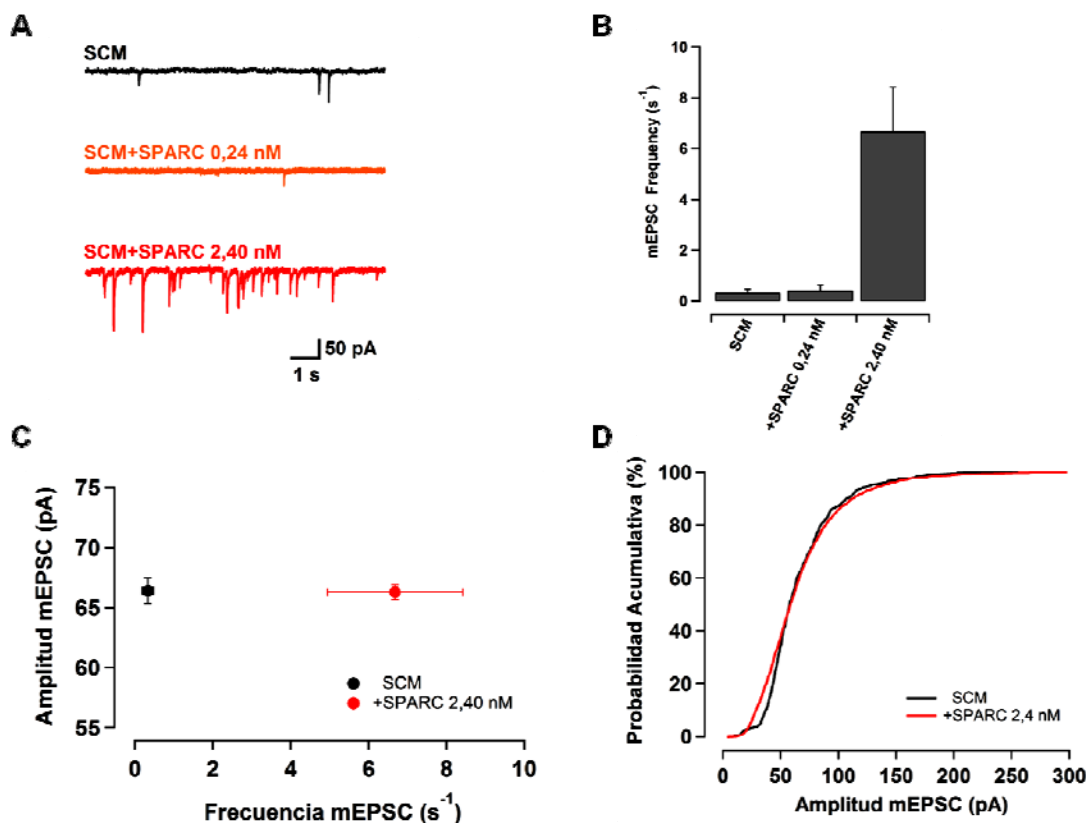 A
SCM
SCM+SPARC 0,24 nM
SCM+SPARC 2,40 nM
50 pA
1 s
B
mEPSC Frequency (s⁻¹)
10
8
6
4
2
0
SCM
+SPARC 0,24 nM
+SPARC 2,40 nM
C
Amplitud mEPSC (pA)
75
70
65
60
55
SCM
+SPARC 2,40 nM
0 2 4 6 8 10
Frecuencia mEPSC (s⁻¹)
D
Probabilidad Acumulativa (%)
100
80
60
40
20
0
SCM
+SPARC 2,4 nM
0 50 100 150 200 250 300
Amplitud mEPSC (pA)